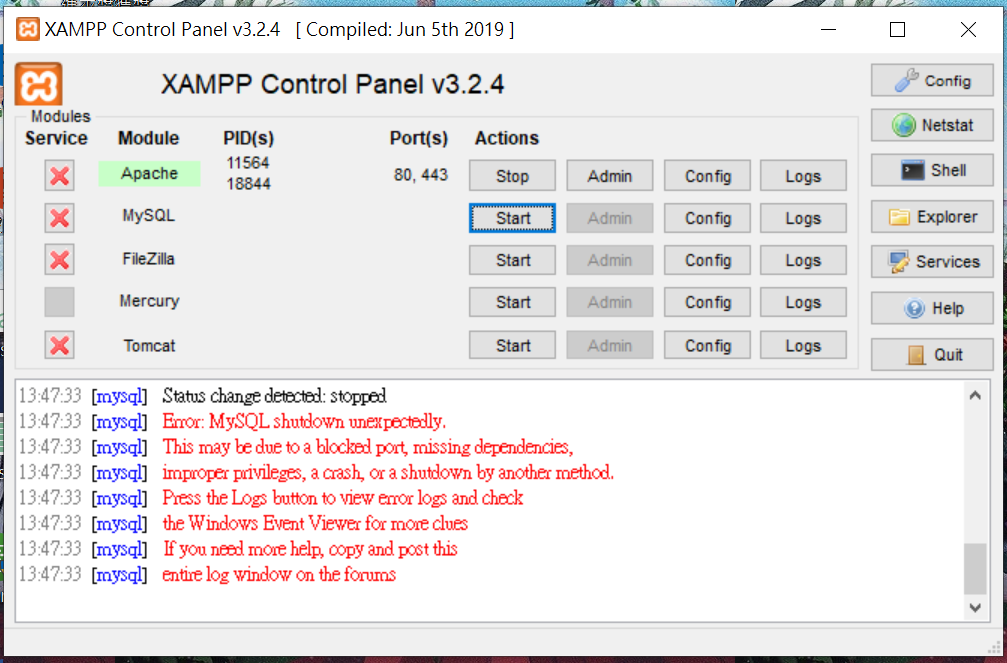 XAMPP Control Panel v3.2.4 [ Compiled: Jun 5th 2019 ]
XAMPP Control Panel v3.2.4
Config
Modules
Service Module PID(s) Port(s) Actions
Netstat
Apache 11564 18844 80, 443 Stop Admin Config Logs
Shell
MySQL Start Admin Config Logs
Explorer
FileZilla Start Admin Config Logs
Services
Mercury Start Admin Config Logs
Help
Tomcat Start Admin Config Logs
Quit
13:47:33 [mysql] Status change detected: stopped
13:47:33 [mysql] Error: MySQL shutdown unexpectedly.
13:47:33 [mysql] This may be due to a blocked port, missing dependencies,
13:47:33 [mysql] improper privileges, a crash, or a shutdown by another method.
13:47:33 [mysql] Press the Logs button to view error logs and check
13:47:33 [mysql] the Windows Event Viewer for more clues
13:47:33 [mysql] If you need more help, copy and post this
13:47:33 [mysql] entire log window on the forums